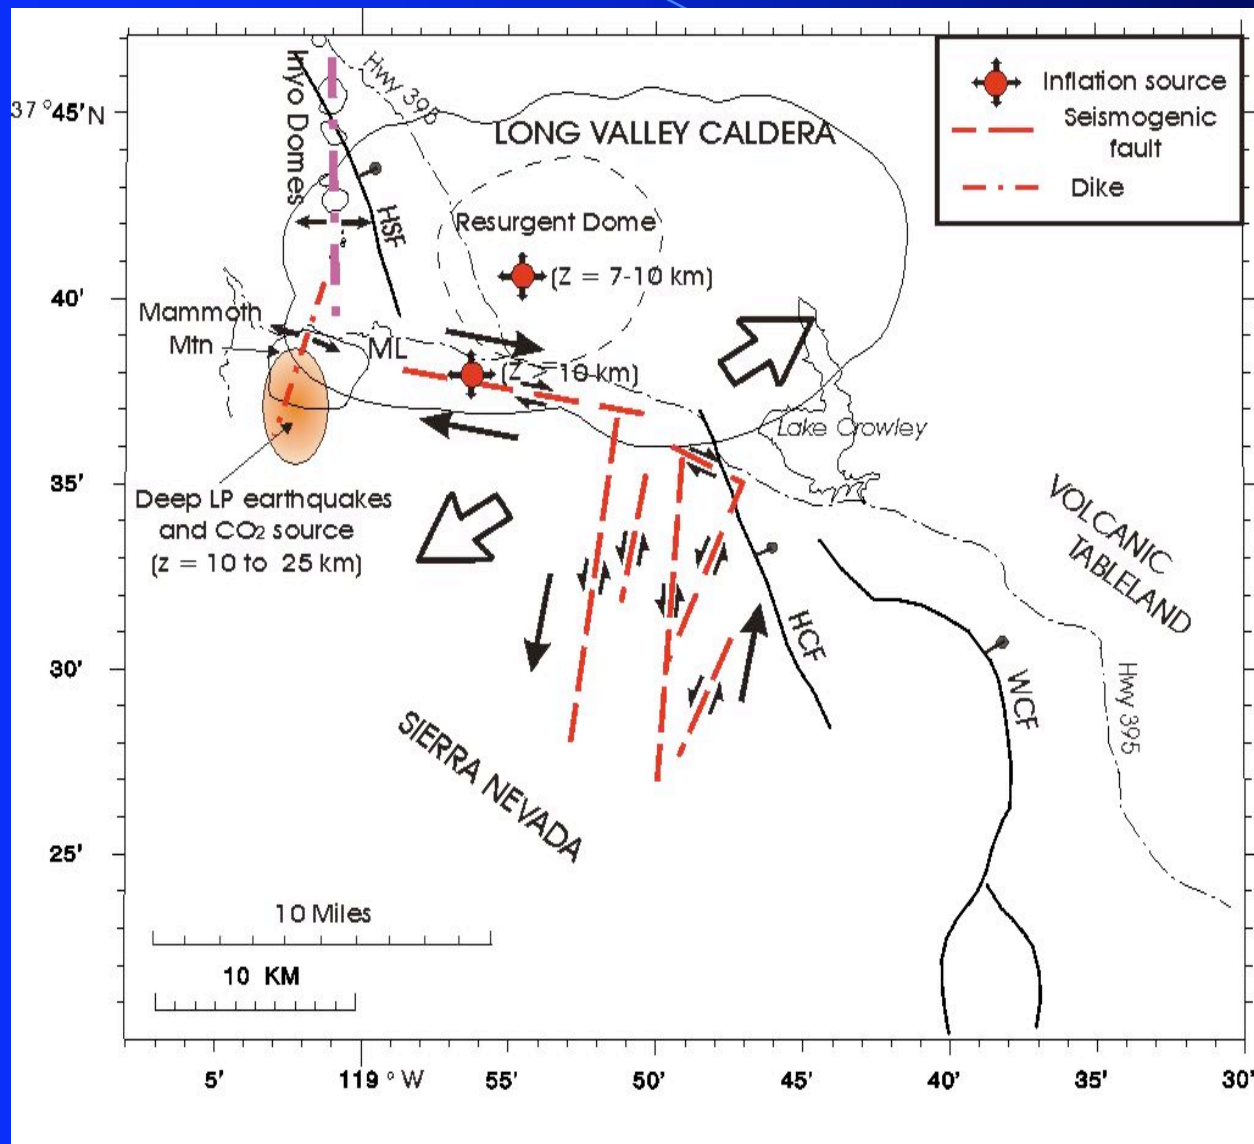 Inflation source
Seismogenic
fault
Dike
Inyo Domes
Hwy 395
37°45'N
LONG VALLEY CALDERA
HSF
Resurgent Dome
(Z = 7-10 km)
40'
Mammoth
Mtn
ML
(Z > 10 km)
Lake Crowley
35'
Deep LP earthquakes
and CO₂ source
(z = 10 to 25 km)
VOLCANIC
TABLELAND
HCF
30'
WCF
Hwy 395
SIERRA NEVADA
25'
10 Miles
10 KM
5'
119°W
55'
50'
45'
40'
35'
30'